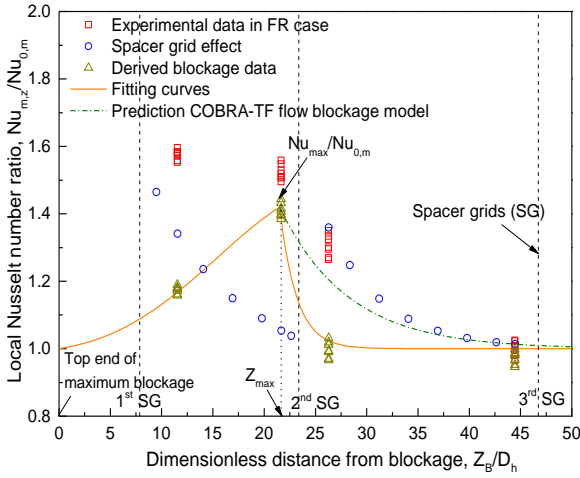 Experimental data in FR case
Spacer grid effect
Derived blockage data
Fitting curves
Prediction COBRA-TF flow blockage model
Nu_max/Nu_0,m
Spacer grids (SG)
Top end of
maximum blockage
1st SG
Z_max
2nd SG
3rd SG
Local Nusselt number ratio, Nu_m,z/Nu_0,m
2.0
1.8
1.6
1.4
1.2
1.0
0.8
0 5 10 15 20 25 30 35 40 45 50
Dimensionless distance from blockage, Z_B/D_h